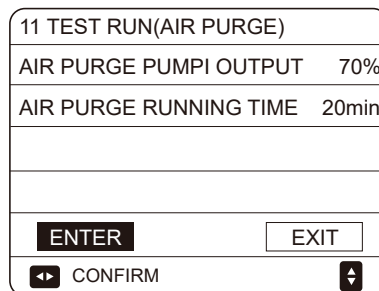 11 TEST RUN(AIR PURGE)
AIR PURGE PUMPI OUTPUT 70%
AIR PURGE RUNNING TIME 20min
ENTER EXIT
CONFIRM